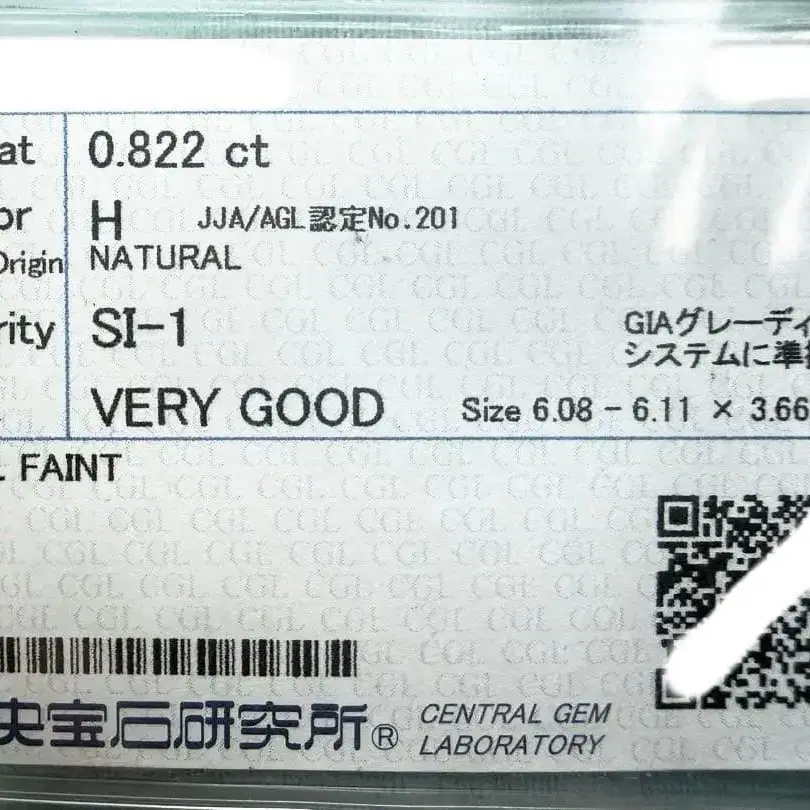 at 0.822 ct
or H JJA/AGL認定No.201
Origin NATURAL
rity SI-1
GIAグレーディ
システムに準
VERY GOOD Size 6.08 - 6.11 × 3.66
FAINT
央宝石研究所® CENTRAL GEM
LABORATORY